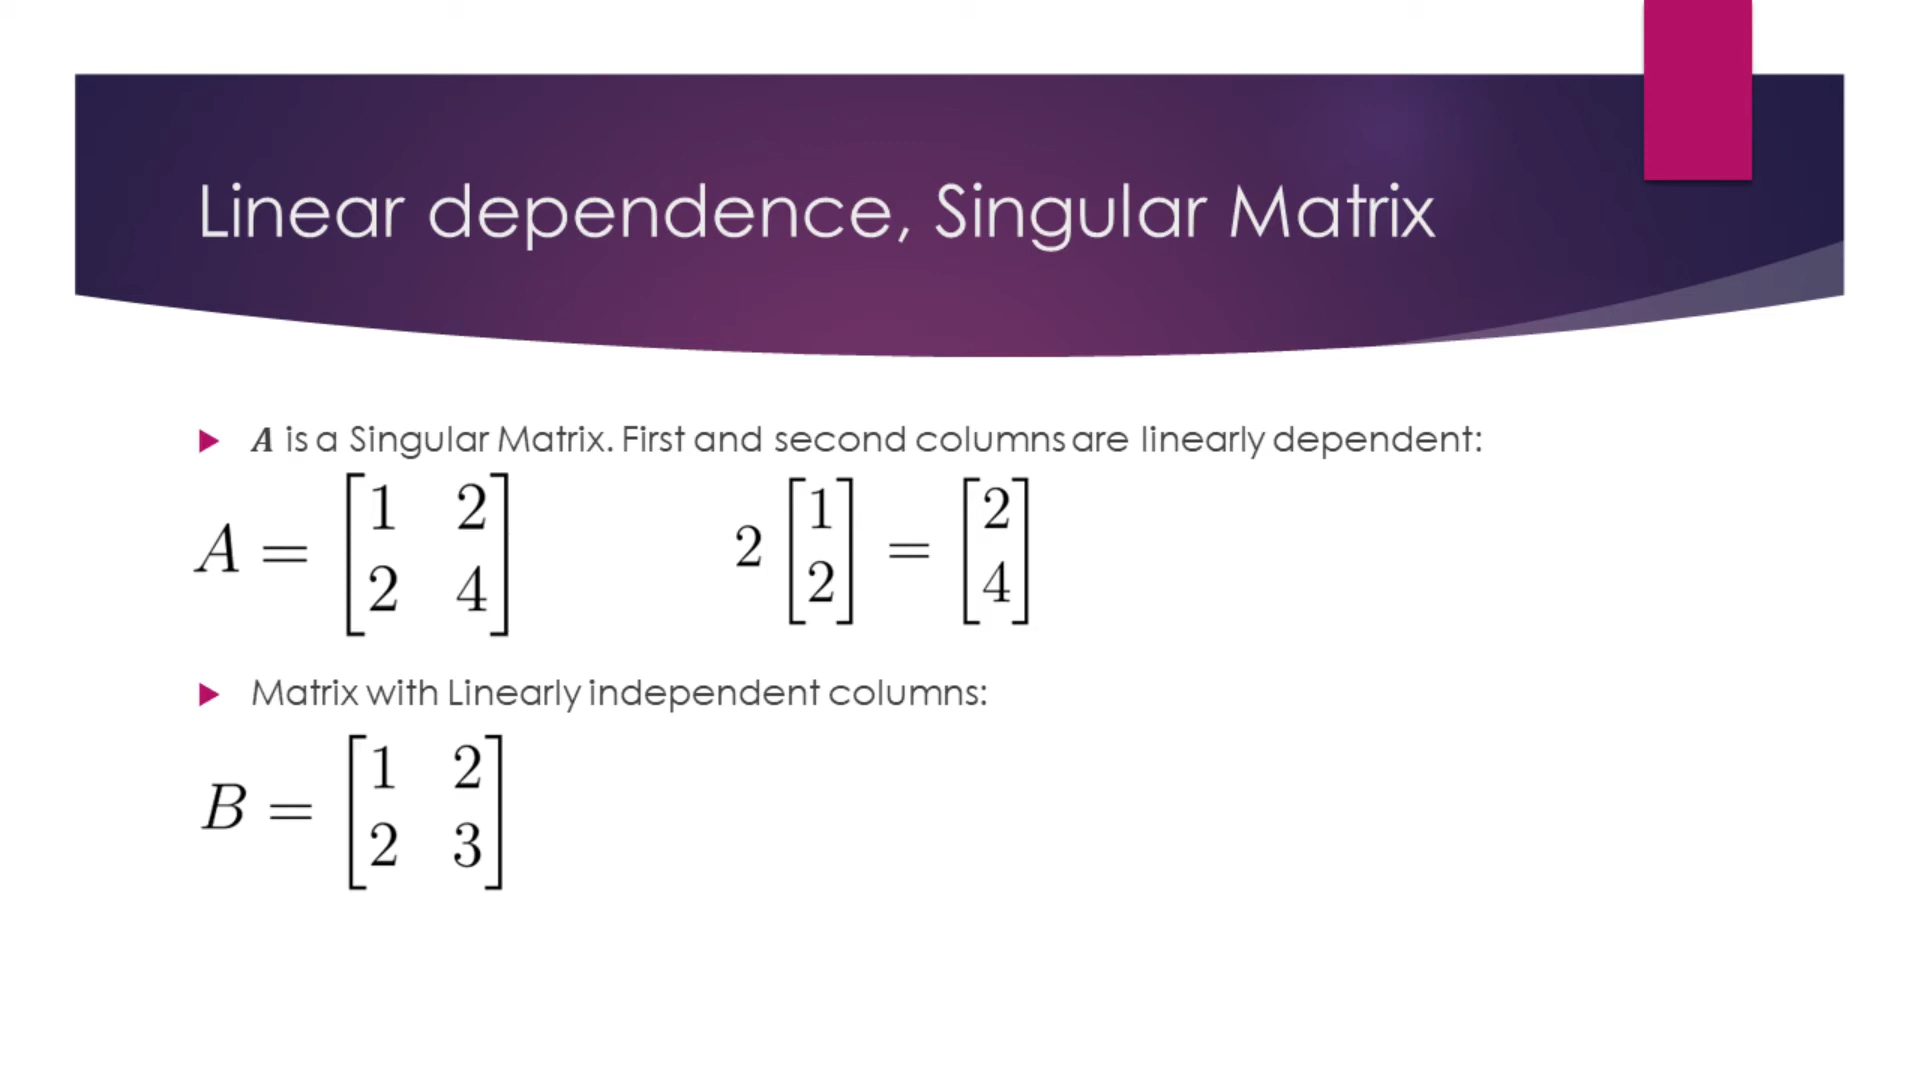 Linear dependence, Singular Matrix
A is a Singular Matrix. First and second columns are linearly dependent:
A = [1 2; 2 4]   2 [1; 2] = [2; 4]
Matrix with Linearly independent columns:
B = [1 2; 2 3]